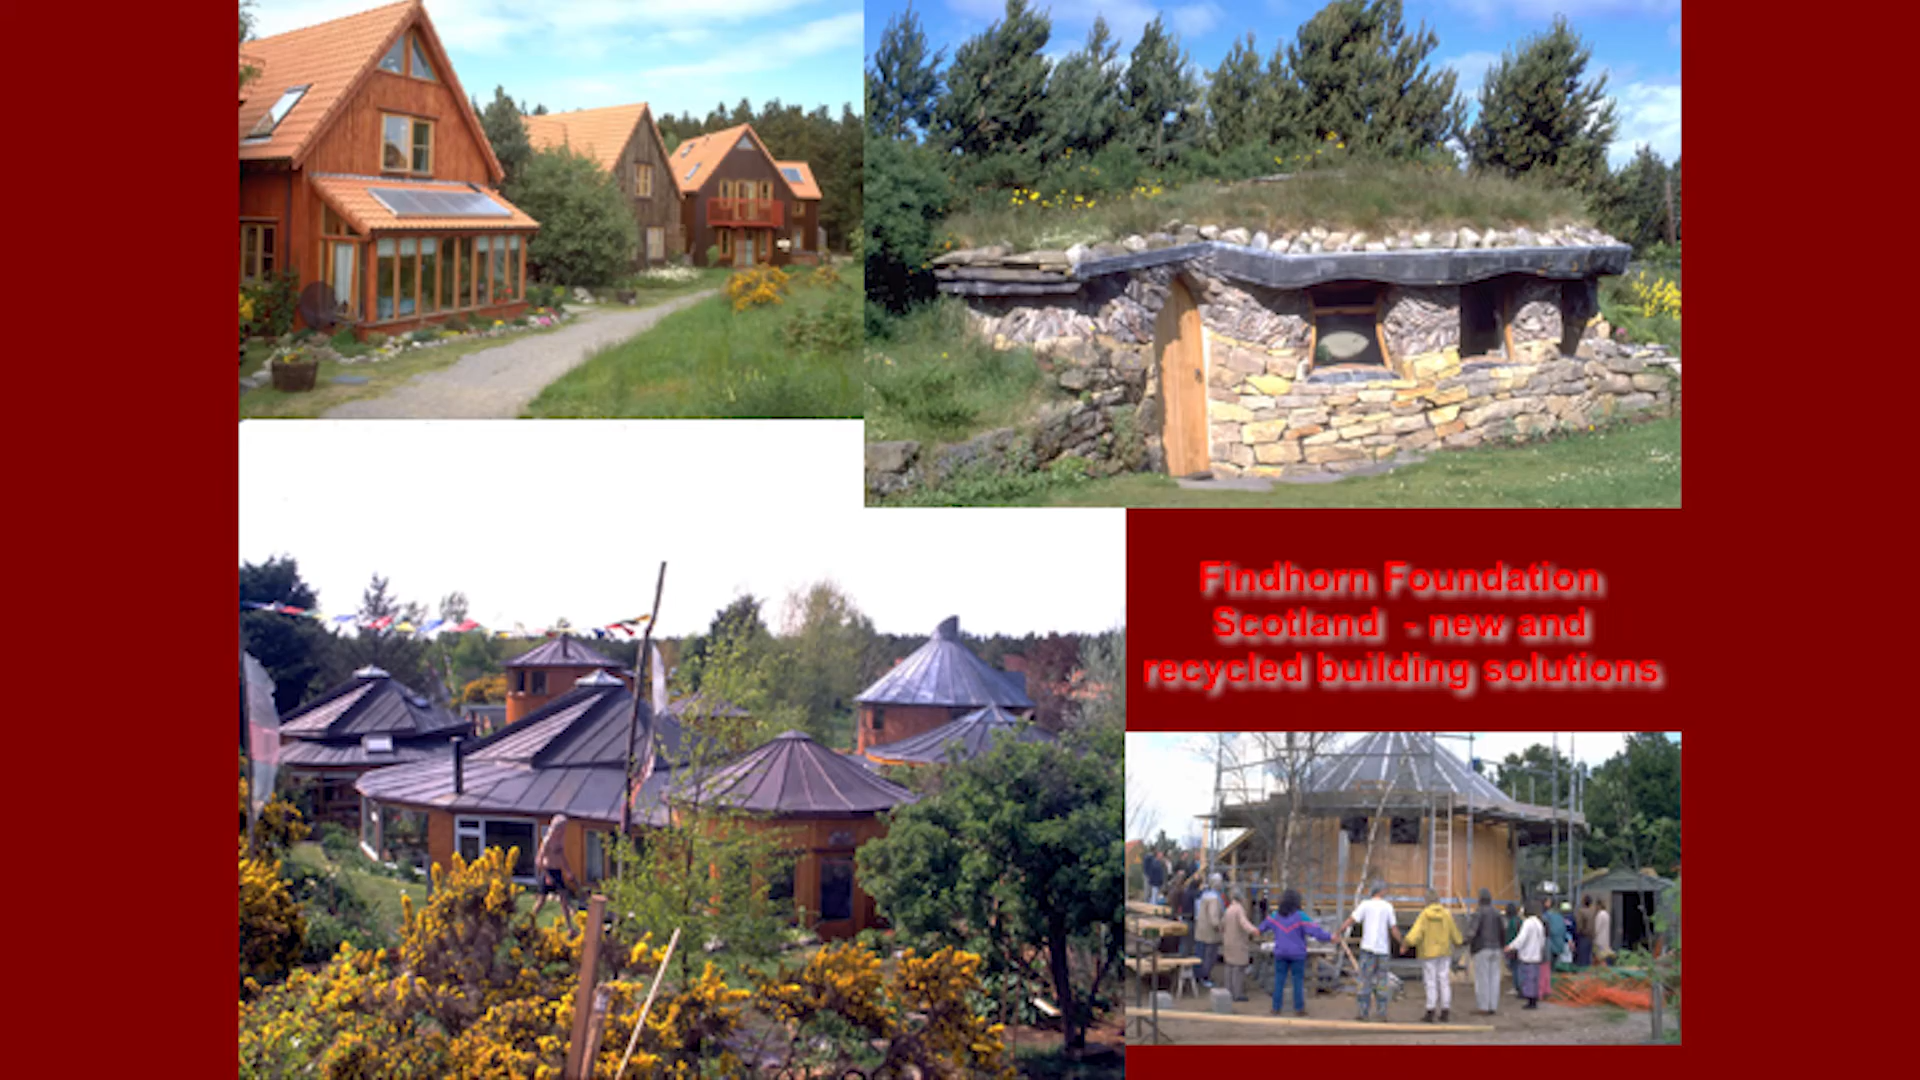 Findhorn Foundation
Scotland - new and
recycled building solutions